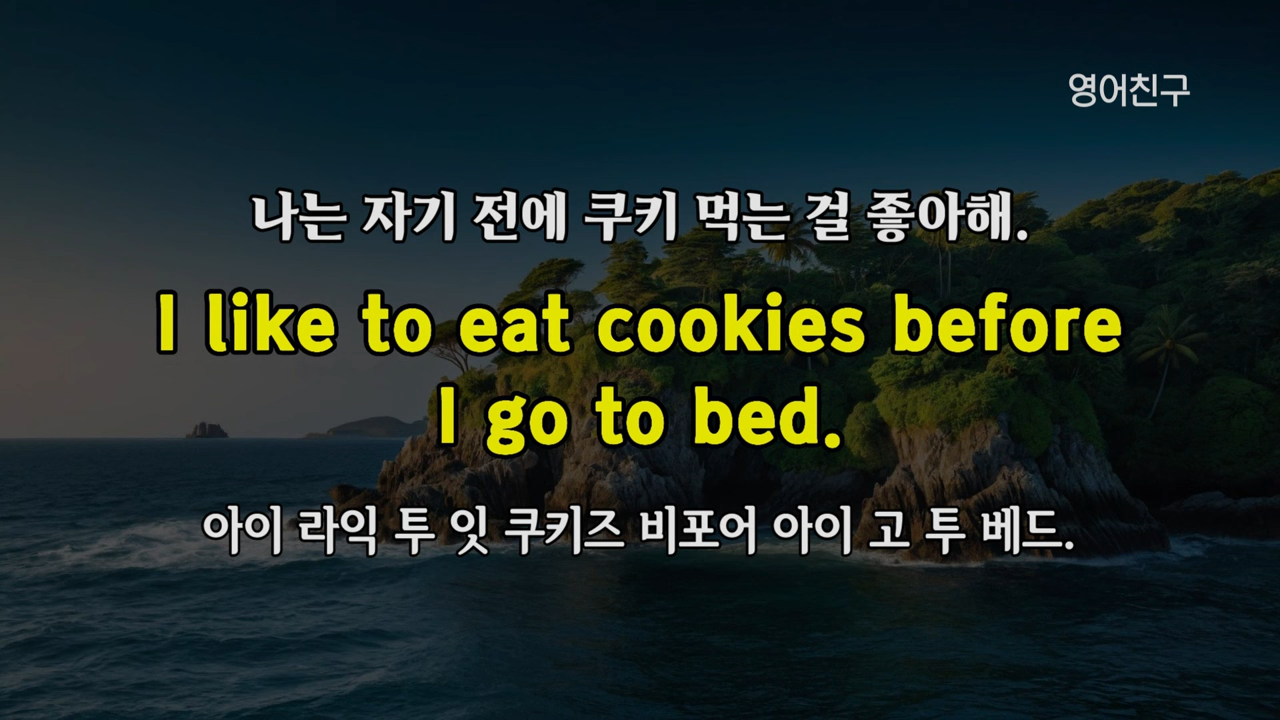 영어친구
나는 자기 전에 쿠키 먹는 걸 좋아해.
I like to eat cookies before
I go to bed.
아이 라익 투 잇 쿠키즈 비포어 아이 고 투 베드.